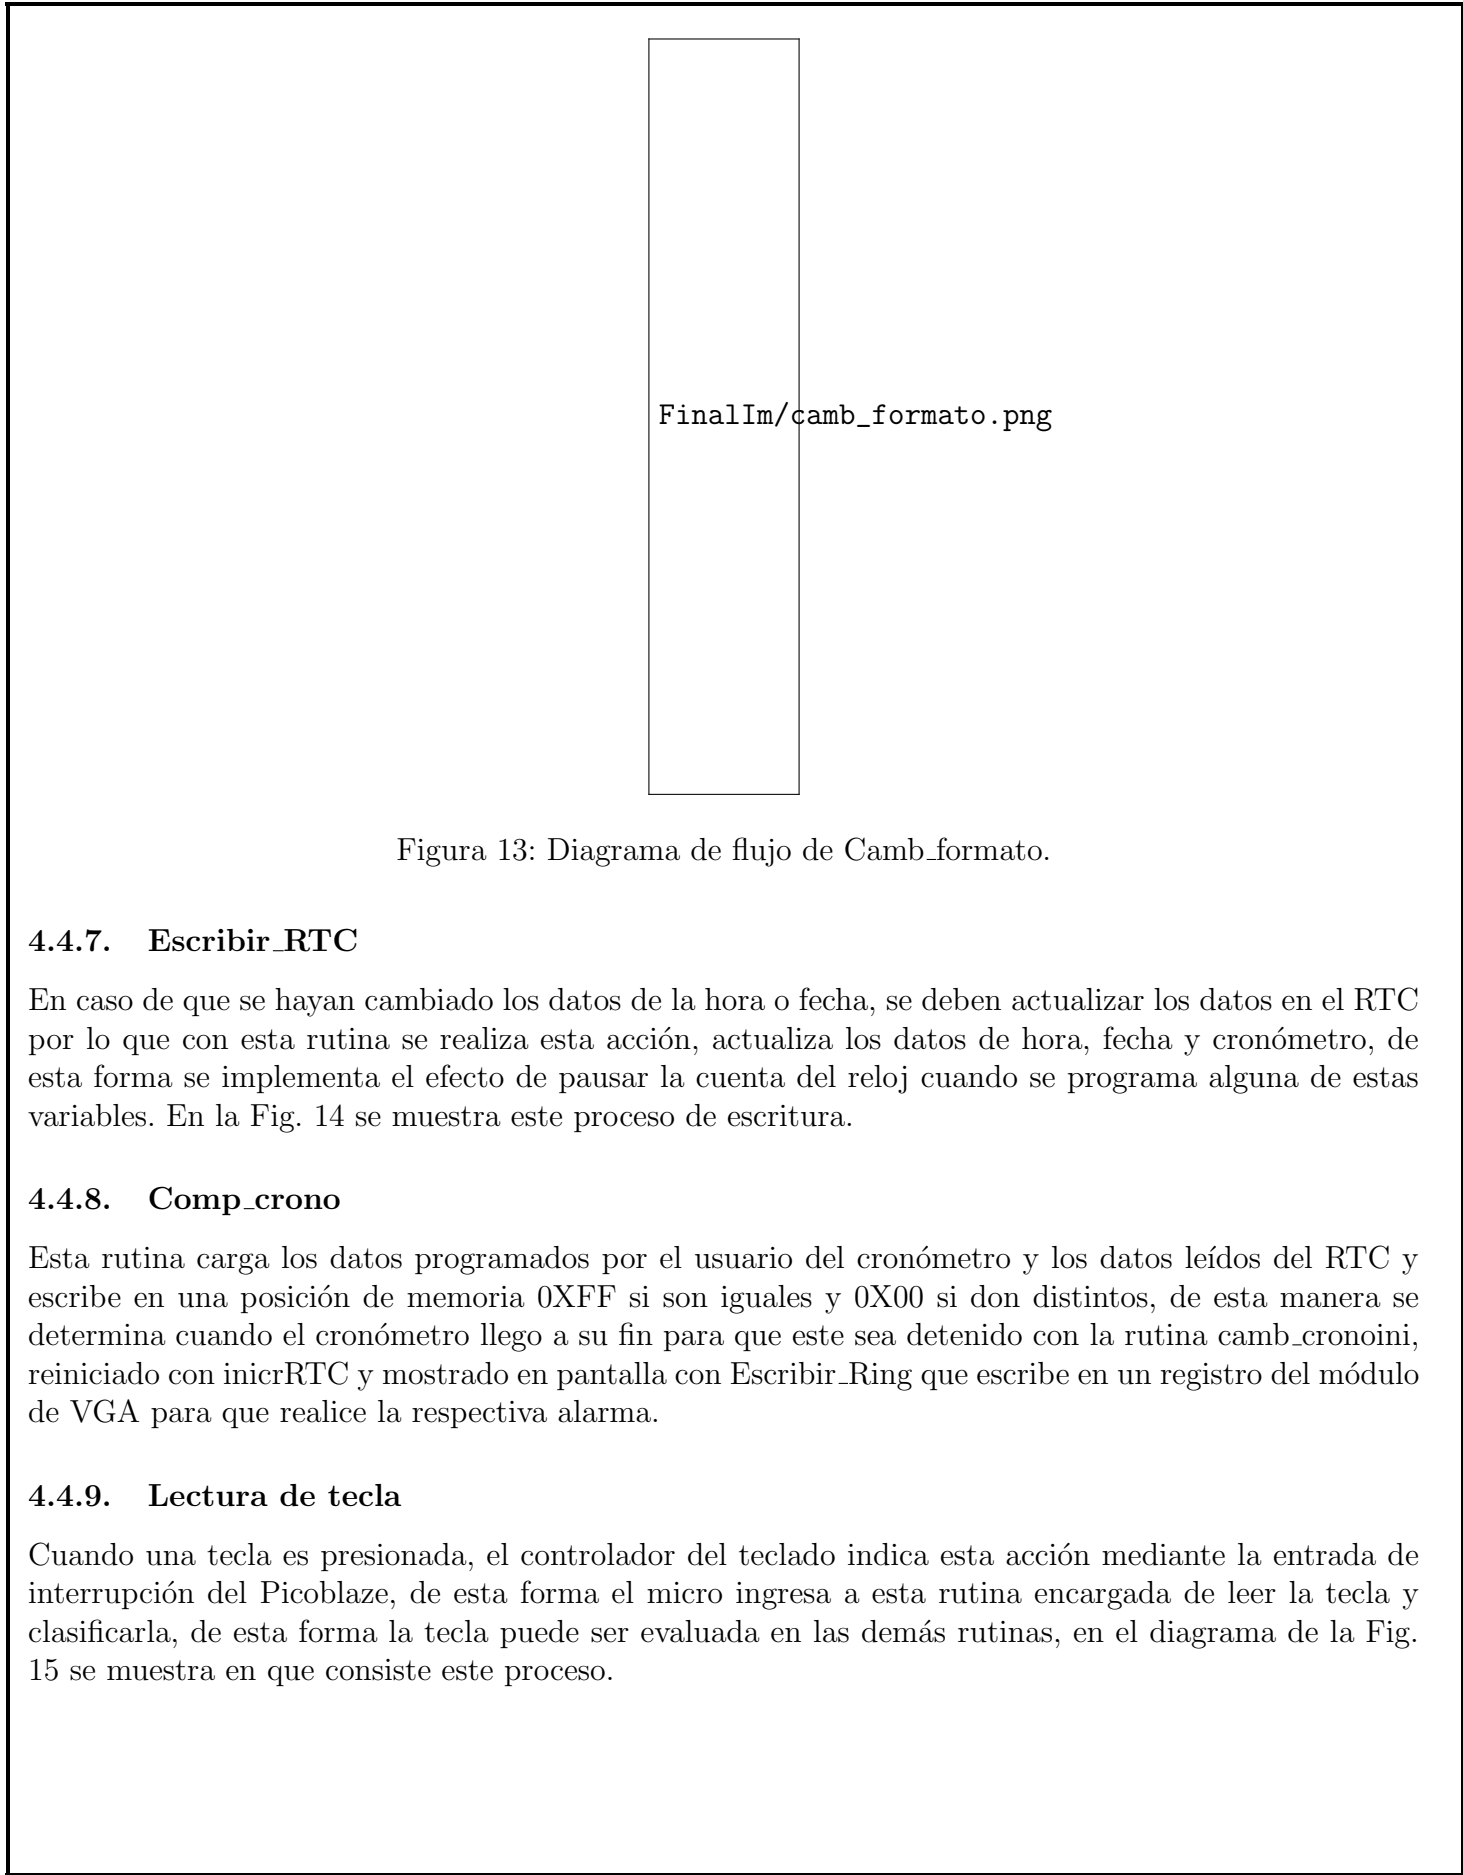 FinalIm/camb_formato.png
Figura 13: Diagrama de flujo de Camb_formato.
4.4.7. Escribir_RTC
En caso de que se hayan cambiado los datos de la hora o fecha, se deben actualizar los datos en el RTC
por lo que con esta rutina se realiza esta acción, actualiza los datos de hora, fecha y cronómetro, de
esta forma se implementa el efecto de pausar la cuenta del reloj cuando se programa alguna de estas
variables. En la Fig. 14 se muestra este proceso de escritura.
4.4.8. Comp_crono
Esta rutina carga los datos programados por el usuario del cronómetro y los datos leídos del RTC y
escribe en una posición de memoria 0XFF si son iguales y 0X00 si don distintos, de esta manera se
determina cuando el cronómetro llego a su fin para que este sea detenido con la rutina camb_cronoini,
reiniciado con inicrRTC y mostrado en pantalla con Escribir_Ring que escribe en un registro del módulo
de VGA para que realice la respectiva alarma.
4.4.9. Lectura de tecla
Cuando una tecla es presionada, el controlador del teclado indica esta acción mediante la entrada de
interrupción del Picoblaze, de esta forma el micro ingresa a esta rutina encargada de leer la tecla y
clasificarla, de esta forma la tecla puede ser evaluada en las demás rutinas, en el diagrama de la Fig.
15 se muestra en que consiste este proceso.